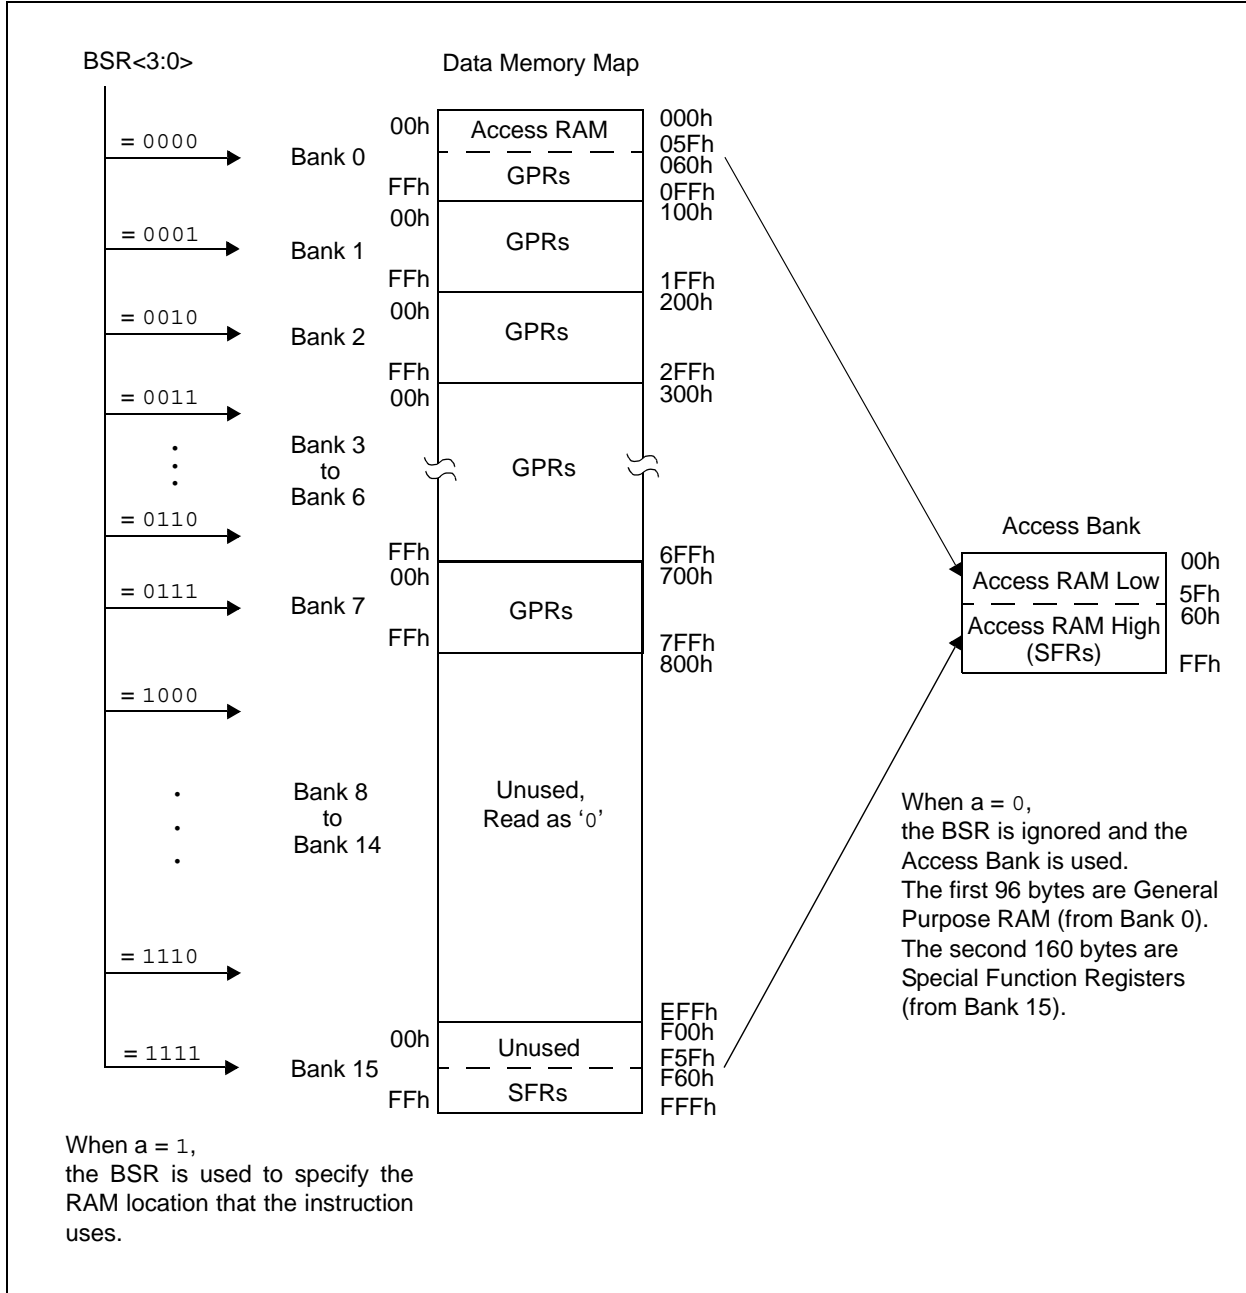 BSR<3:0>
Data Memory Map
= 0000
Bank 0
00h
Access RAM
000h
05Fh
060h
FFh
GPRs
0FFh
100h
= 0001
Bank 1
00h
GPRs
FFh
1FFh
200h
= 0010
Bank 2
00h
GPRs
FFh
2FFh
300h
= 0011
00h
Bank 3
to
Bank 6
GPRs
= 0110
FFh
6FFh
700h
= 0111
Bank 7
00h
GPRs
FFh
7FFh
800h
Access Bank
Access RAM Low
00h
5Fh
60h
Access RAM High
(SFRs)
FFh
= 1000
Bank 8
to
Bank 14
Unused,
Read as ‘0’
= 1110
EFFh
F00h
= 1111
Bank 15
00h
Unused
F5Fh
F60h
FFh
SFRs
FFFh
When a = 0,
the BSR is ignored and the
Access Bank is used.
The first 96 bytes are General
Purpose RAM (from Bank 0).
The second 160 bytes are
Special Function Registers
(from Bank 15).
When a = 1,
the BSR is used to specify the
RAM location that the instruction
uses.